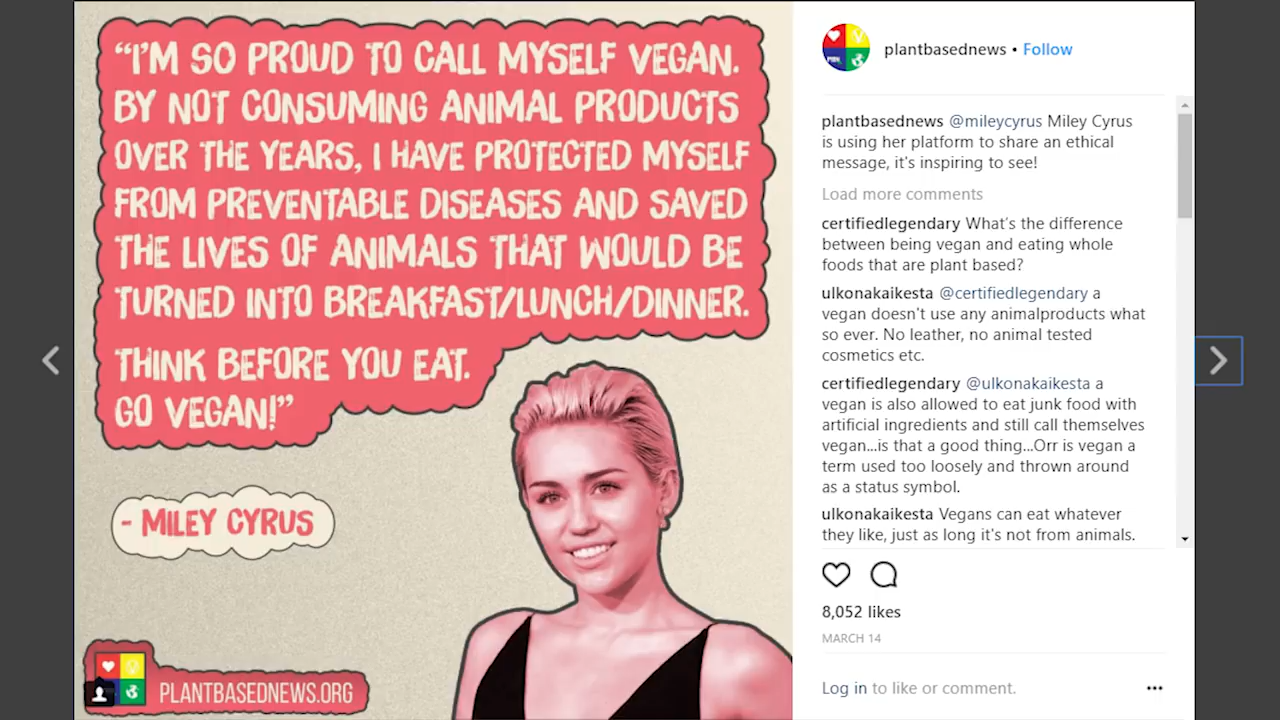 “I'M SO PROUD TO CALL MYSELF VEGAN.
BY NOT CONSUMING ANIMAL PRODUCTS
OVER THE YEARS, I HAVE PROTECTED MYSELF
FROM PREVENTABLE DISEASES AND SAVED
THE LIVES OF ANIMALS THAT WOULD BE
TURNED INTO BREAKFAST/LUNCH/DINNER.
THINK BEFORE YOU EAT.
GO VEGAN!”
- MILEY CYRUS
PLANTBASEDNEWS.ORG
plantbasednews • Follow
plantbasednews @mileycyrus Miley Cyrus
is using her platform to share an ethical
message, it's inspiring to see!
Load more comments
certifiedlegendary What's the difference
between being vegan and eating whole
foods that are plant based?
ulkonakaikesta @certifiedlegendary a
vegan doesn't use any animalproducts what
so ever. No leather, no animal tested
cosmetics etc.
certifiedlegendary @ulkonakaikesta a
vegan is also allowed to eat junk food with
artificial ingredients and still call themselves
vegan...is that a good thing...Orr is vegan a
term used too loosely and thrown around
as a status symbol.
ulkonakaikesta Vegans can eat whatever
they like, just as long it's not from animals.
8,052 likes
MARCH 14
Log in to like or comment.